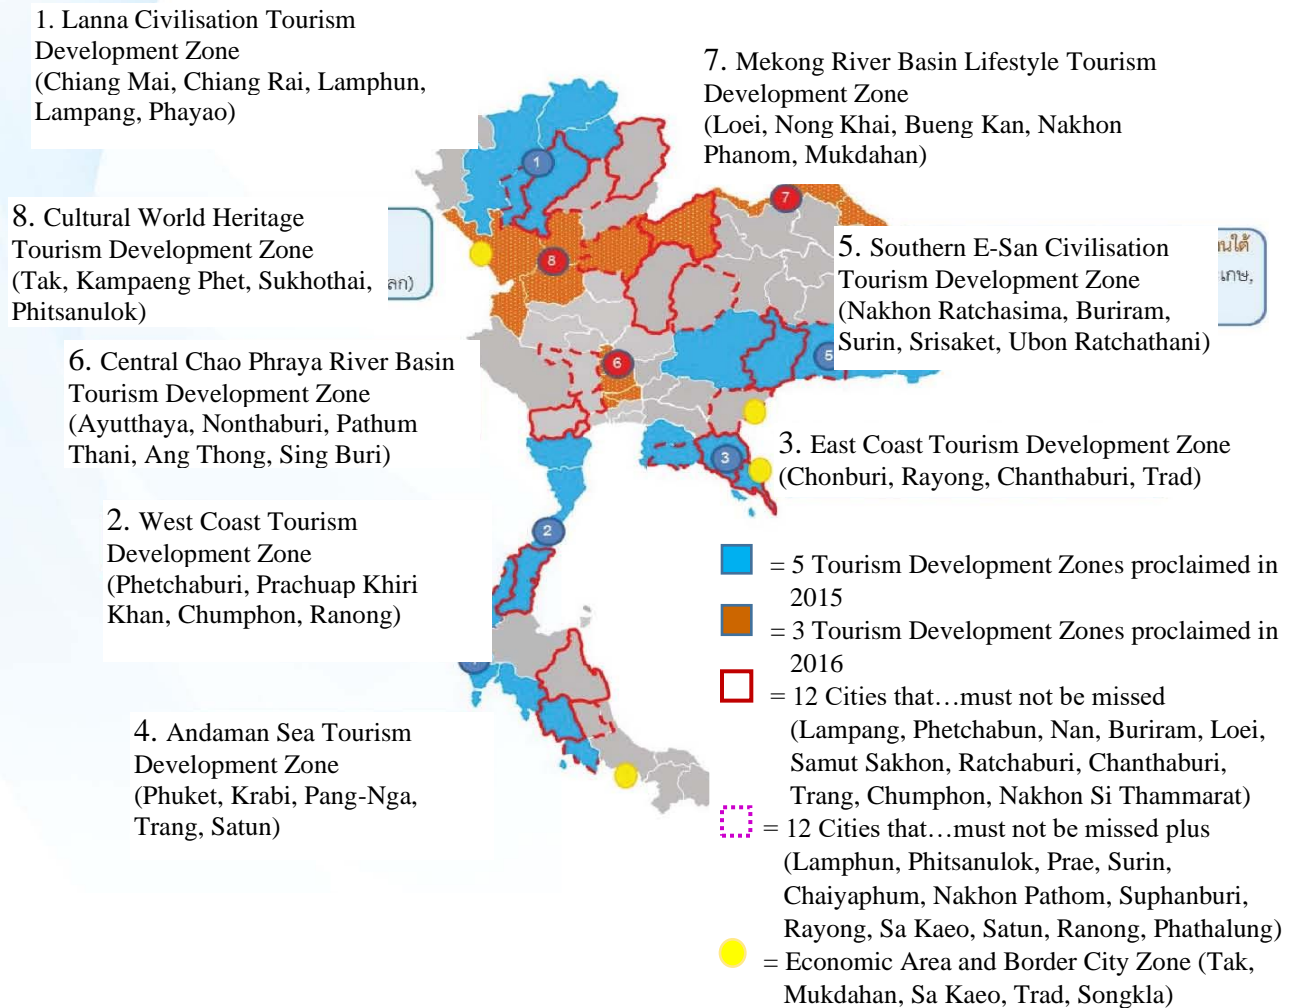 1. Lanna Civilisation Tourism
Development Zone
(Chiang Mai, Chiang Rai, Lamphun,
Lampang, Phayao)
7. Mekong River Basin Lifestyle Tourism
Development Zone
(Loei, Nong Khai, Bueng Kan, Nakhon
Phanom, Mukdahan)
8. Cultural World Heritage
Tourism Development Zone
(Tak, Kampaeng Phet, Sukhothai,
Phitsanulok)
ลก)
5. Southern E-San Civilisation
Tourism Development Zone
(Nakhon Ratchasima, Buriram,
Surin, Srisaket, Ubon Ratchathani)
นใต้
เกษ,
6. Central Chao Phraya River Basin
Tourism Development Zone
(Ayutthaya, Nonthaburi, Pathum
Thani, Ang Thong, Sing Buri)
3. East Coast Tourism Development Zone
(Chonburi, Rayong, Chanthaburi, Trad)
2. West Coast Tourism
Development Zone
(Phetchaburi, Prachuap Khiri
Khan, Chumphon, Ranong)
4. Andaman Sea Tourism
Development Zone
(Phuket, Krabi, Pang-Nga,
Trang, Satun)
1
7
8
6
5
3
2
= 5 Tourism Development Zones proclaimed in
2015
= 3 Tourism Development Zones proclaimed in
2016
= 12 Cities that…must not be missed
(Lampang, Phetchabun, Nan, Buriram, Loei,
Samut Sakhon, Ratchaburi, Chanthaburi,
Trang, Chumphon, Nakhon Si Thammarat)
= 12 Cities that…must not be missed plus
(Lamphun, Phitsanulok, Prae, Surin,
Chaiyaphum, Nakhon Pathom, Suphanburi,
Rayong, Sa Kaeo, Satun, Ranong, Phathalung)
= Economic Area and Border City Zone (Tak,
Mukdahan, Sa Kaeo, Trad, Songkla)